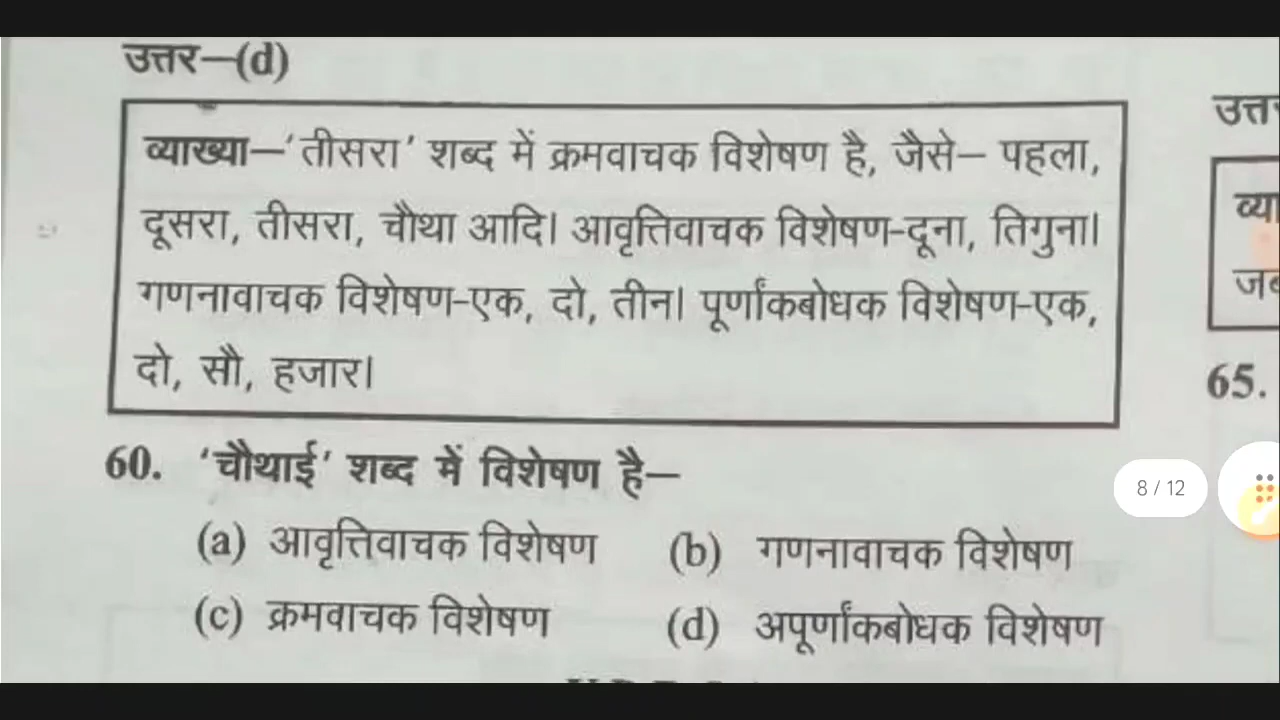 उत्तर—(d)
व्याख्या—'तीसरा' शब्द में क्रमवाचक विशेषण है, जैसे— पहला,
दूसरा, तीसरा, चौथा आदि। आवृत्तिवाचक विशेषण-दूना, तिगुना।
गणनावाचक विशेषण-एक, दो, तीन। पूर्णांकबोधक विशेषण-एक,
दो, सौ, हजार।
60. 'चौथाई' शब्द में विशेषण है—
(a) आवृत्तिवाचक विशेषण (b) गणनावाचक विशेषण
(c) क्रमवाचक विशेषण (d) अपूर्णांकबोधक विशेषण
65.
8 / 12